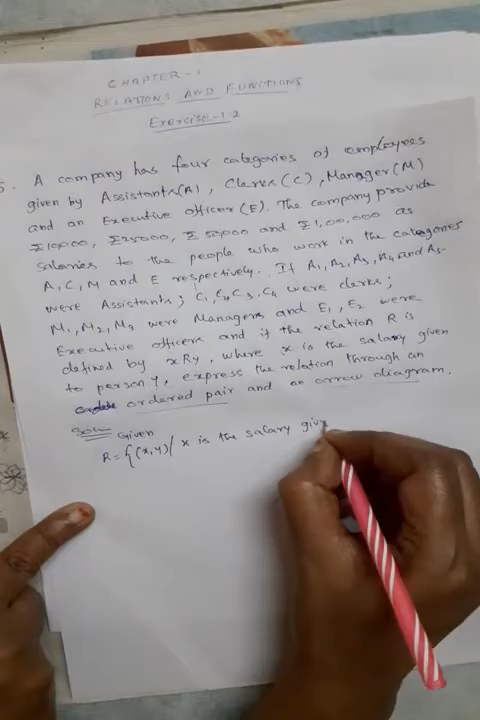 CHAPTER-1
RELATIONS AND FUNCTIONS
Exercise-1.2
5. A company has four categories of employees
given by Assistants(A), Clerks(C), Manager(M)
and an Executive officer(E). The company provide
₹10,000, ₹25000, ₹50000 and ₹1,00,000 as
salaries to the people who work in the categories
A, C, M and E respectively. If A1, A2, A3, A4 and A5
were Assistants; C1, C2, C3, C4 were clerks;
M1, M2, M3 were Managers and E1, E2 were
Executive officers and if the relation R is
defined by xRy, where x is the salary given
to person y, express the relation through an
ordered pair and an arrow diagram.
Soln Given
R={(x,y)/ x is the salary give